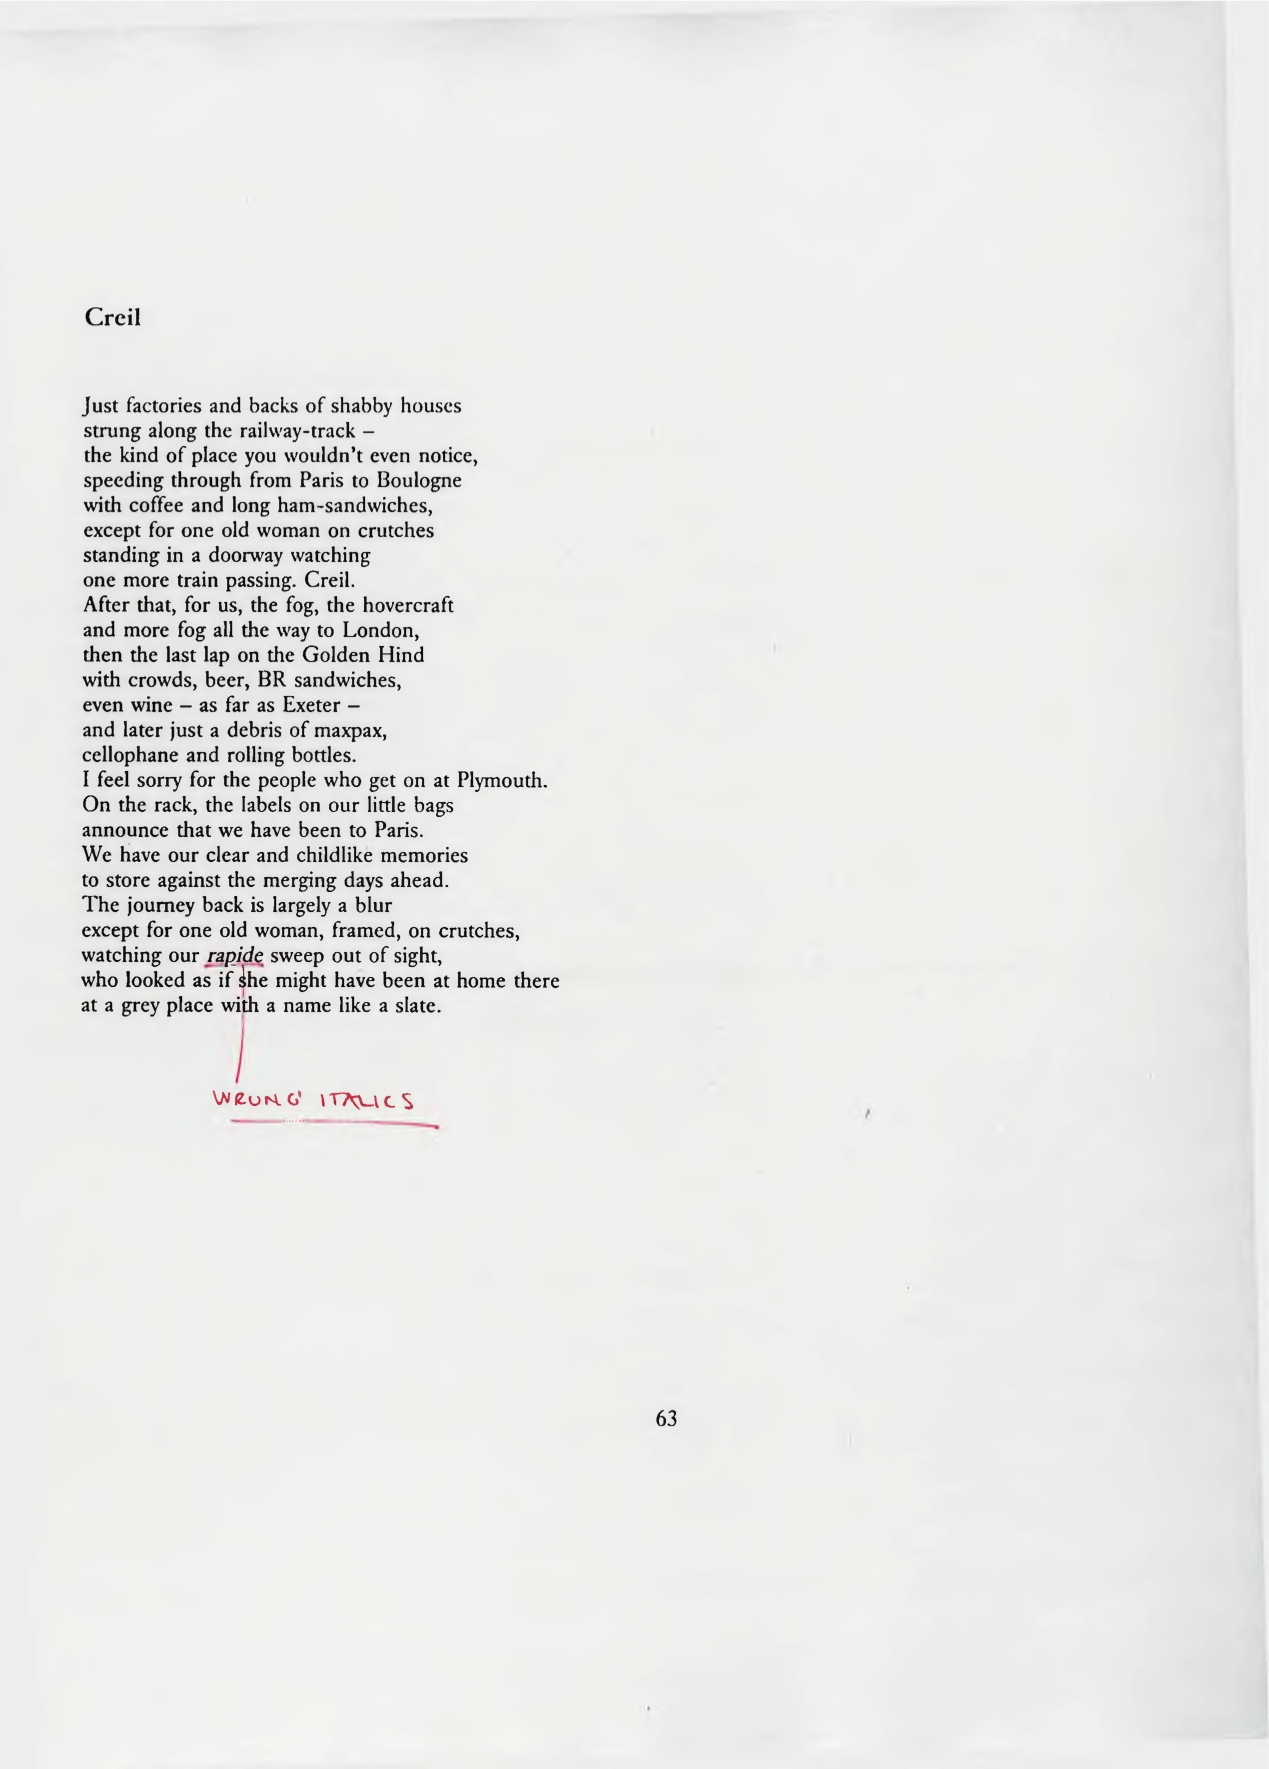 Creil
Just factories and backs of shabby houses
strung along the railway-track –
the kind of place you wouldn't even notice,
speeding through from Paris to Boulogne
with coffee and long ham-sandwiches,
except for one old woman on crutches
standing in a doorway watching
one more train passing. Creil.
After that, for us, the fog, the hovercraft
and more fog all the way to London,
then the last lap on the Golden Hind
with crowds, beer, BR sandwiches,
even wine – as far as Exeter –
and later just a debris of maxpax,
cellophane and rolling bottles.
I feel sorry for the people who get on at Plymouth.
On the rack, the labels on our little bags
announce that we have been to Paris.
We have our clear and childlike memories
to store against the merging days ahead.
The journey back is largely a blur
except for one old woman, framed, on crutches,
watching our rapide sweep out of sight,
who looked as if she might have been at home there
at a grey place with a name like a slate.
WRONG ITALICS
63